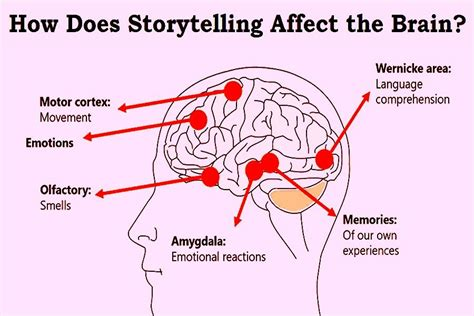 How Does Storytelling Affect the Brain?
Wernicke area:
Language
comprehension
Motor cortex:
Movement
Emotions
Olfactory:
Smells
Amygdala:
Emotional reactions
Memories:
Of our own
experiences